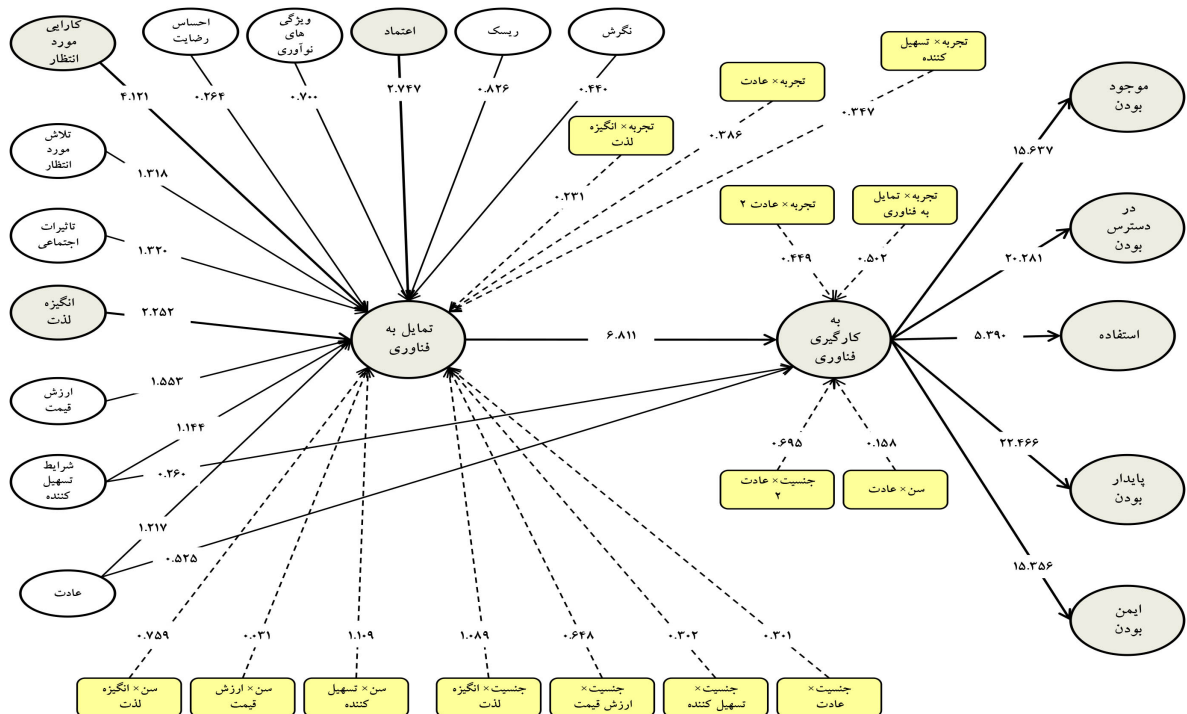 کارایی
مورد
انتظار
احساس
رضایت
ویژگی
های
نوآوری
اعتماد
ریسک
نگرش
تجربه× تسهیل
کننده
تجربه× عادت
تجربه× انگیزه
لذت
موجود
بودن
۴.۱۲۱
۰.۲۶۴
۰.۷۰۰
۲.۷۴۷
۰.۸۲۶
۰.۴۴۰
۰.۳۴۷
۰.۳۸۶
۰.۲۳۱
۱۵.۶۳۷
تلاش
مورد
انتظار
۱.۳۱۸
تجربه× عادت ۲
تجربه× تمایل
به فناوری
در
دسترس
بودن
تاثیرات
اجتماعی
۱.۳۲۰
۰.۴۴۹
۰.۵۰۲
۲۰.۲۸۱
انگیزه
لذت
۲.۲۵۲
تمایل به
فناوری
۶.۸۱۱
به
کارگیری
فناوری
۵.۳۹۰
استفاده
ارزش
قیمت
۱.۵۵۳
۱.۱۴۴
شرایط
تسهیل
کننده
۰.۲۶۰
۰.۶۹۵
۰.۱۵۸
۲۲.۴۶۶
جنسیت× عادت
۲
سن× عادت
پایدار
بودن
۱.۲۱۷
۰.۵۲۵
عادت
۱۵.۳۵۶
ایمن
بودن
۰.۷۵۹
۰.۰۳۱
۱.۱۰۹
۱.۰۸۹
۰.۶۴۸
۰.۳۰۲
۰.۳۰۱
سن× انگیزه
لذت
سن× ارزش
قیمت
سن× تسهیل
کننده
جنسیت× انگیزه
لذت
جنسیت×
ارزش قیمت
جنسیت×
تسهیل کننده
جنسیت×
عادت